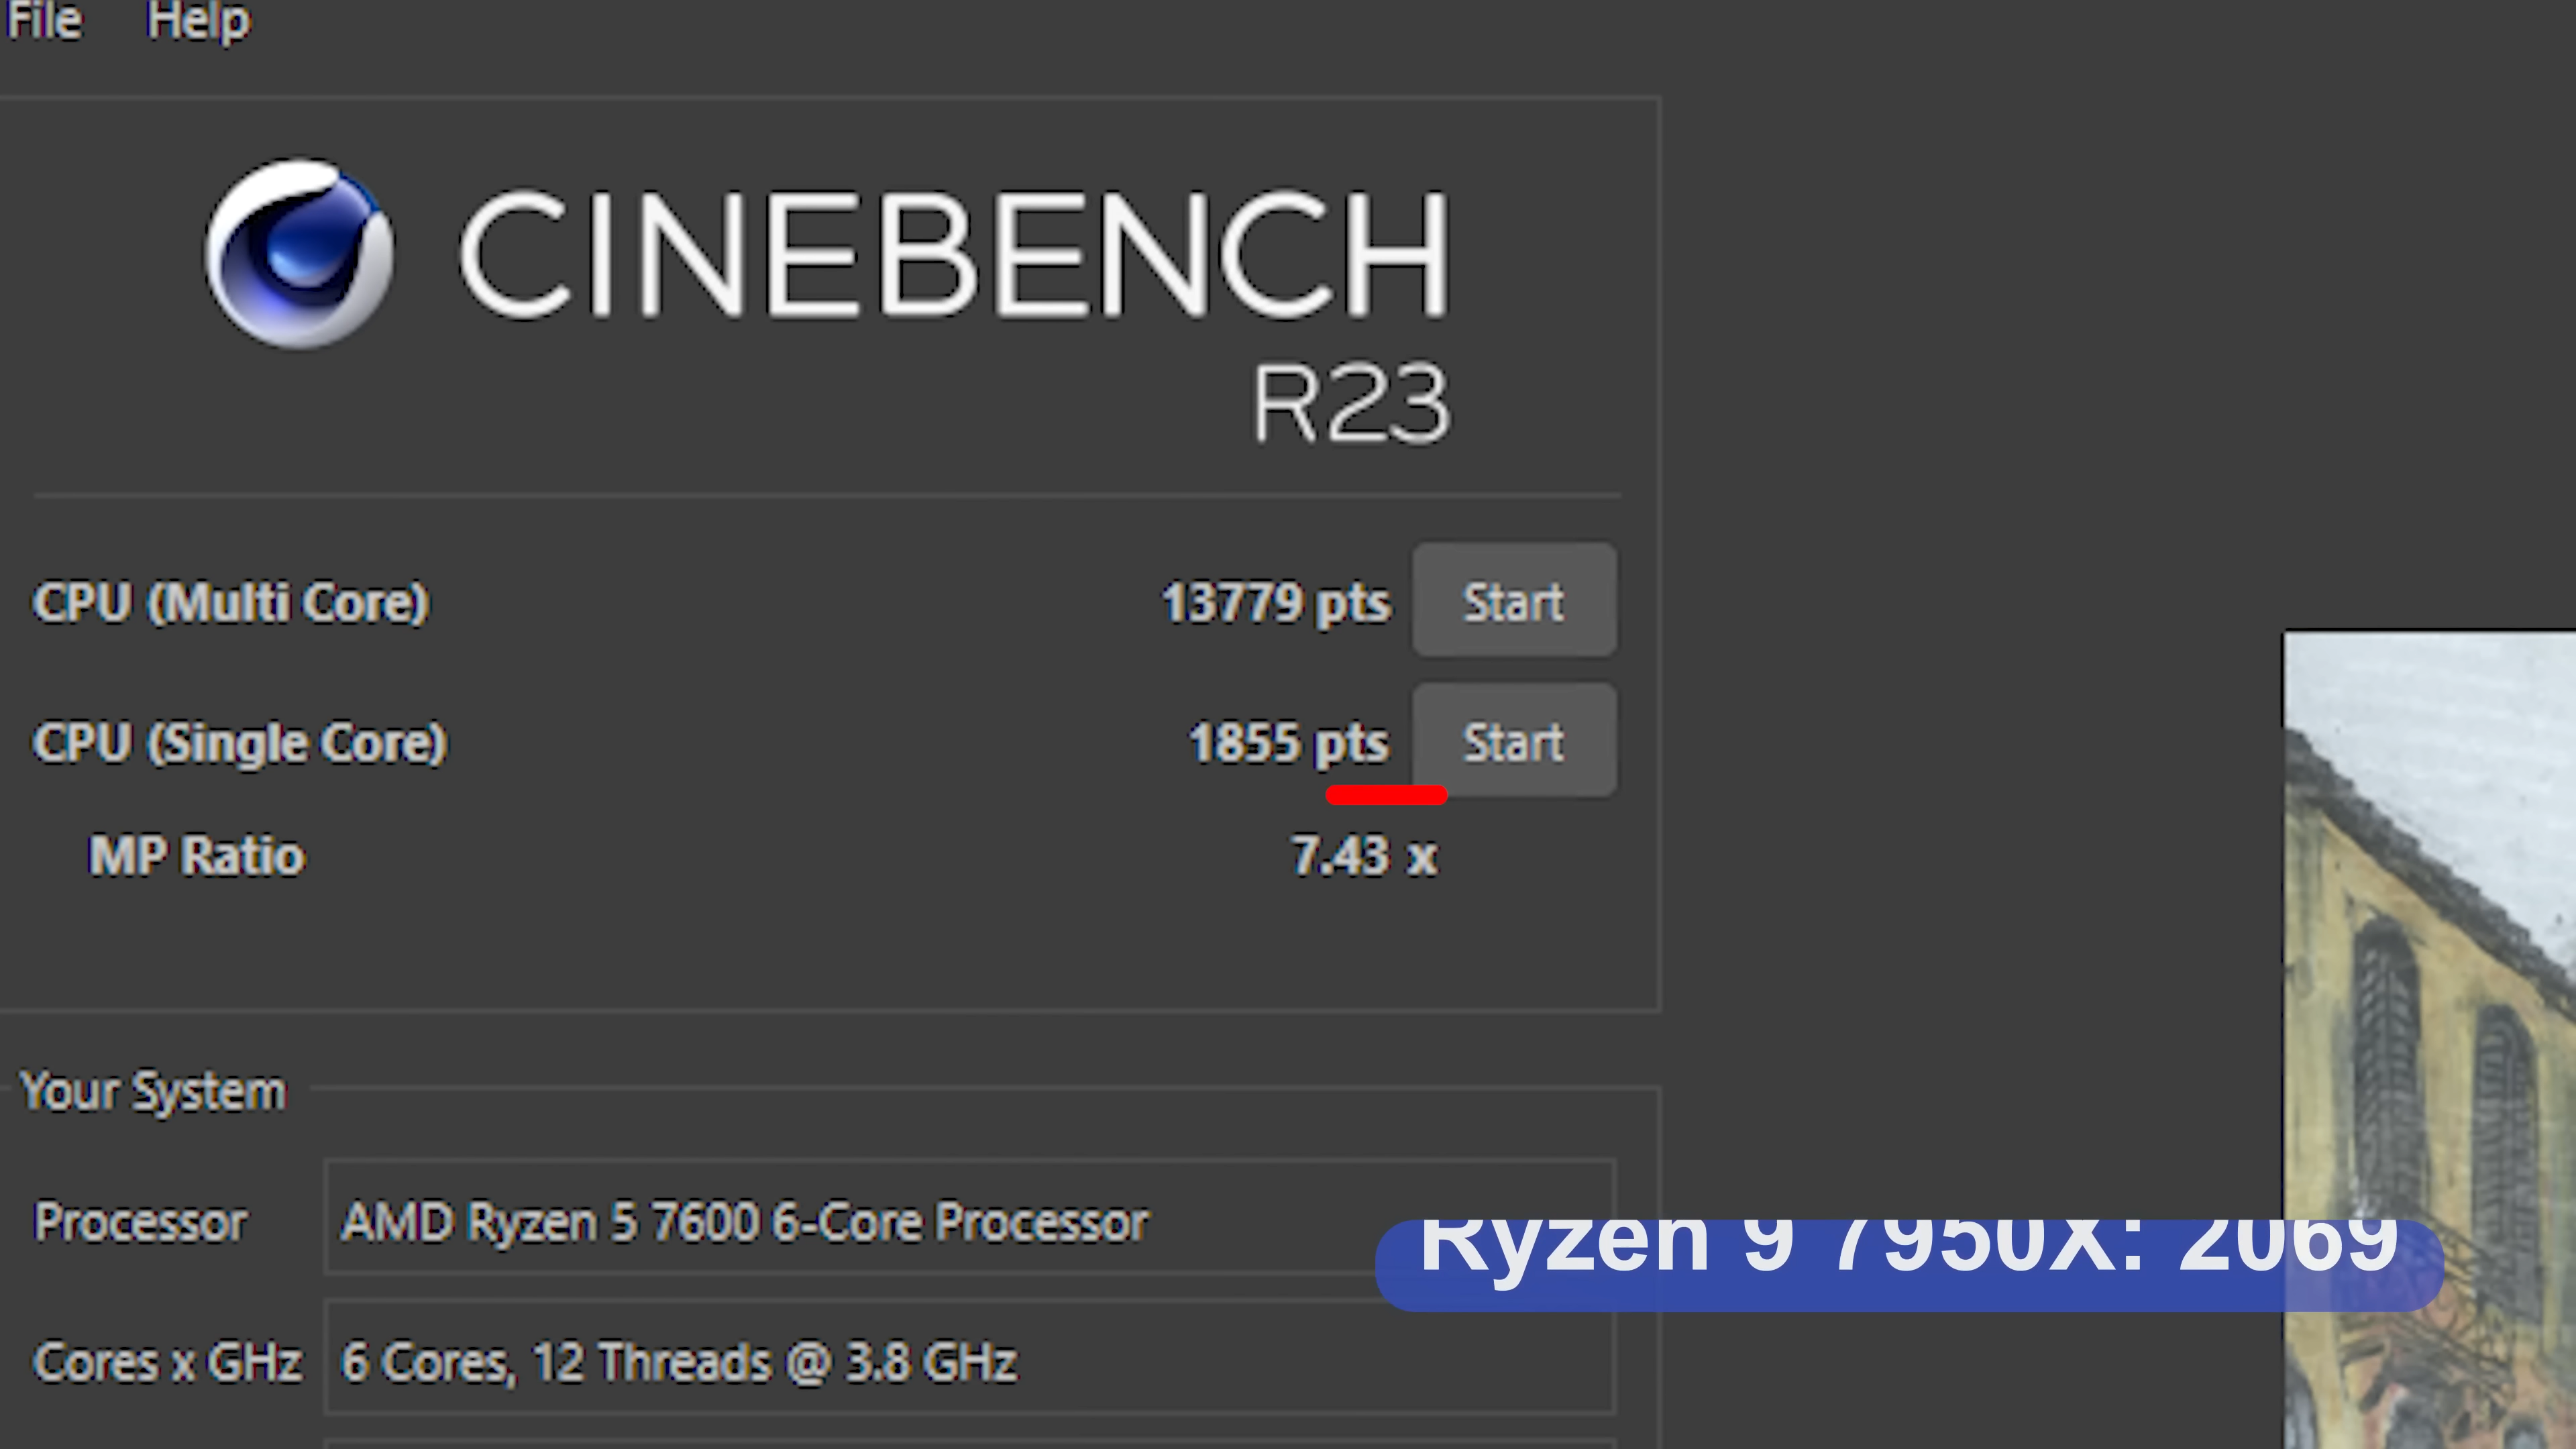 File Help
CINEBENCH
R23
CPU (Multi Core) 13779 pts Start
CPU (Single Core) 1855 pts Start
MP Ratio 7.43 x
Your System
Processor AMD Ryzen 5 7600 6-Core Processor
Ryzen 9 7950X: 2069
Cores x GHz 6 Cores, 12 Threads @ 3.8 GHz